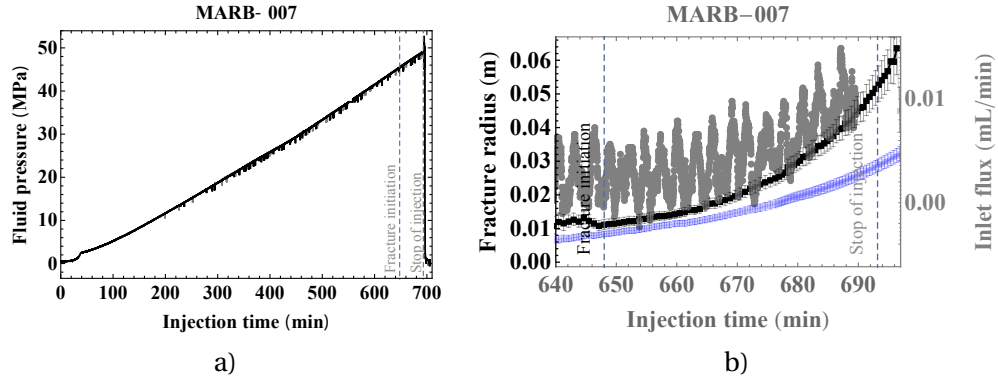 MARB- 007
50
40
30
20
10
0
Fluid pressure (MPa)
Fracture initiation
Stop of injection
0 100 200 300 400 500 600 700
Injection time (min)
a)
MARB−007
0.06
0.05
0.04
0.03
0.02
0.01
0.00
Fracture radius (m)
Fracture initiation
Stop of injection
0.01
0.00
Inlet flux (mL/min)
640 650 660 670 680 690
Injection time (min)
b)